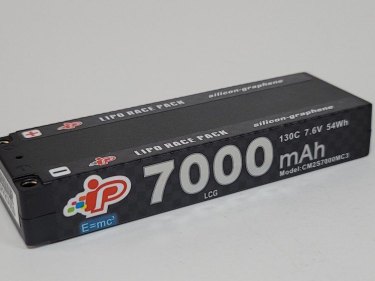 LIPO RACE PACK silicon-graphene
+
LIPO RACE PACK silicon-graphene
130C 7.6V 54Wh
iP 7000 mAh
LCG
Model:CM2S7000MC3
E=mc²